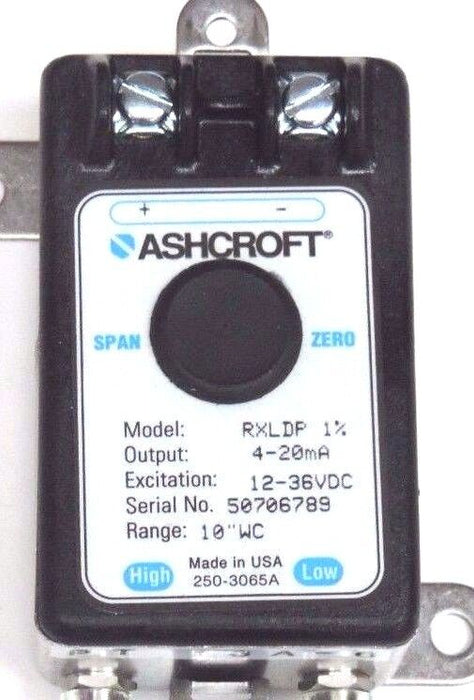 + -
ASHCROFT®
SPAN ZERO
Model: RXLDP 1%
Output: 4-20mA
Excitation: 12-36VDC
Serial No. 50706789
Range: 10"WC
High Made in USA Low
250-3065A